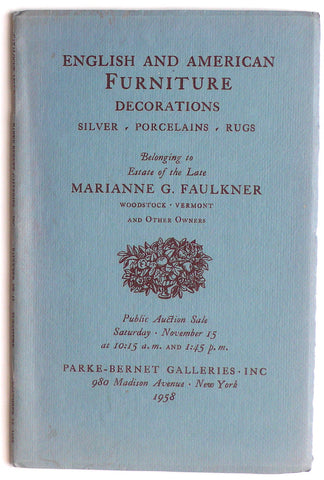 ENGLISH AND AMERICAN
FURNITURE
DECORATIONS
SILVER · PORCELAINS · RUGS
Belonging to
Estate of the Late
MARIANNE G. FAULKNER
WOODSTOCK · VERMONT
AND OTHER OWNERS
Public Auction Sale
Saturday · November 15
at 10:15 a.m. AND 1:45 p.m.
PARKE-BERNET GALLERIES · INC
980 Madison Avenue · New York
1958